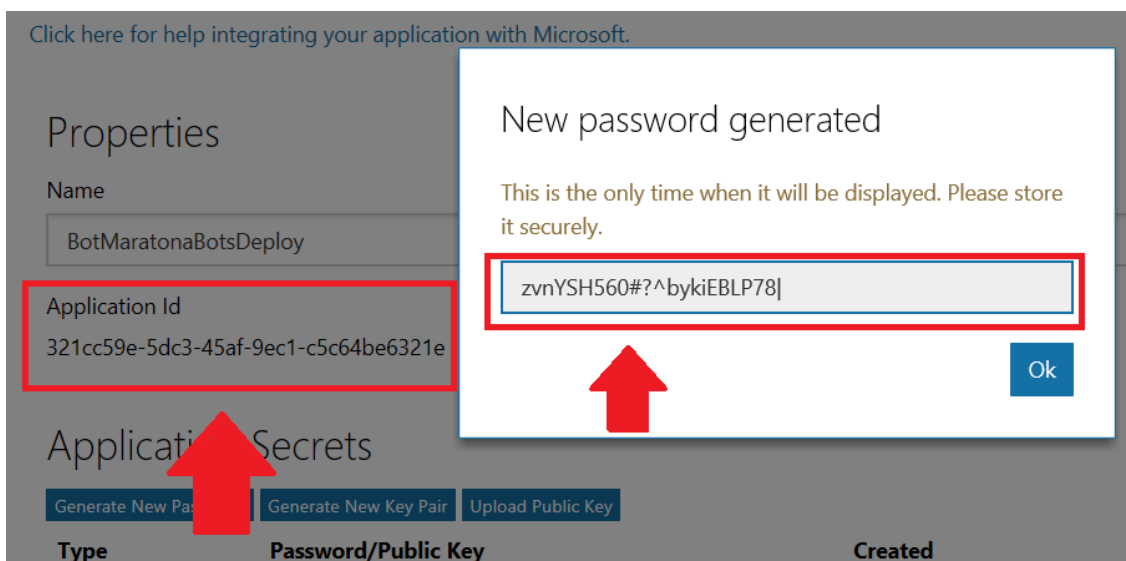 Click here for help integrating your application with Microsoft.
Properties
Name
BotMaratonaBotsDeploy
Application Id
321cc59e-5dc3-45af-9ec1-c5c64be6321e
New password generated
This is the only time when it will be displayed. Please store
it securely.
zvnYSH560#?^bykiEBLP78
Ok
Secrets
Generate New Key Pair
Upload Public Key
Type Password/Public Key Created